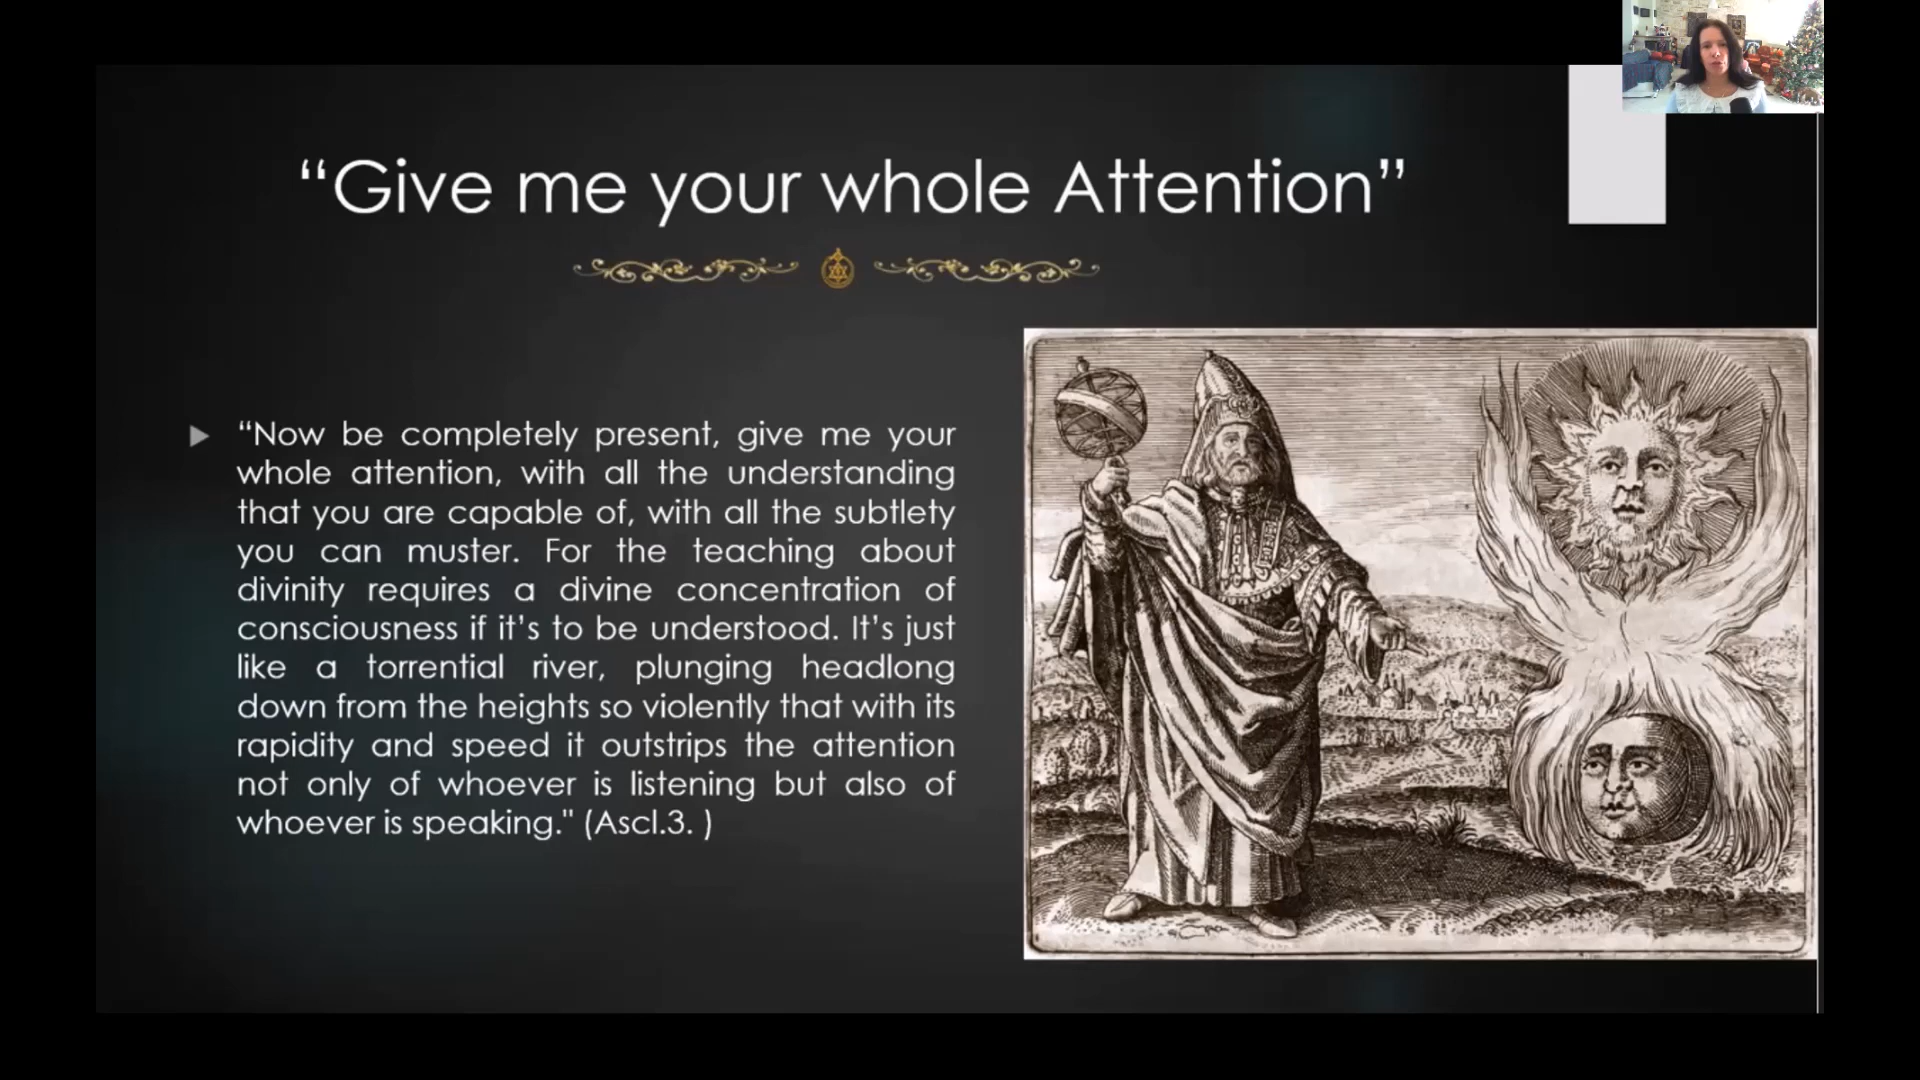 “Give me your whole Attention”
“Now be completely present, give me your
whole attention, with all the understanding
that you are capable of, with all the subtlety
you can muster. For the teaching about
divinity requires a divine concentration of
consciousness if it’s to be understood. It’s just
like a torrential river, plunging headlong
down from the heights so violently that with its
rapidity and speed it outstrips the attention
not only of whoever is listening but also of
whoever is speaking." (Ascl.3. )